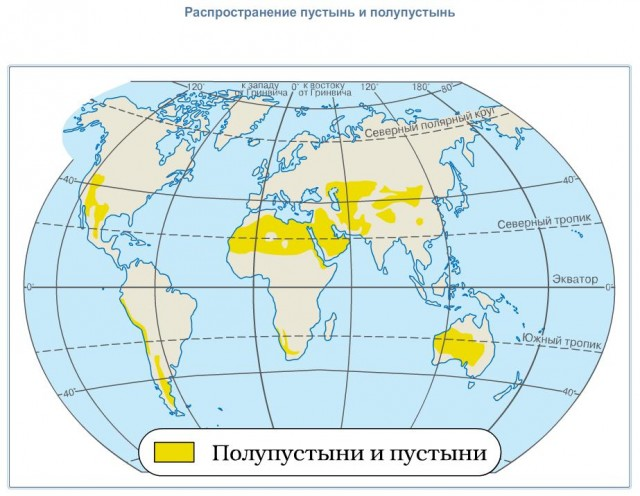 Распространение пустынь и полупустынь
120° к западу от Гринвича 0° к востоку от Гринвича 120° 180° 80°
Северный полярный круг
40° 40°
Северный тропик
Экватор
0° 0°
Южный тропик
40° 40°
Полупустыни и пустыни